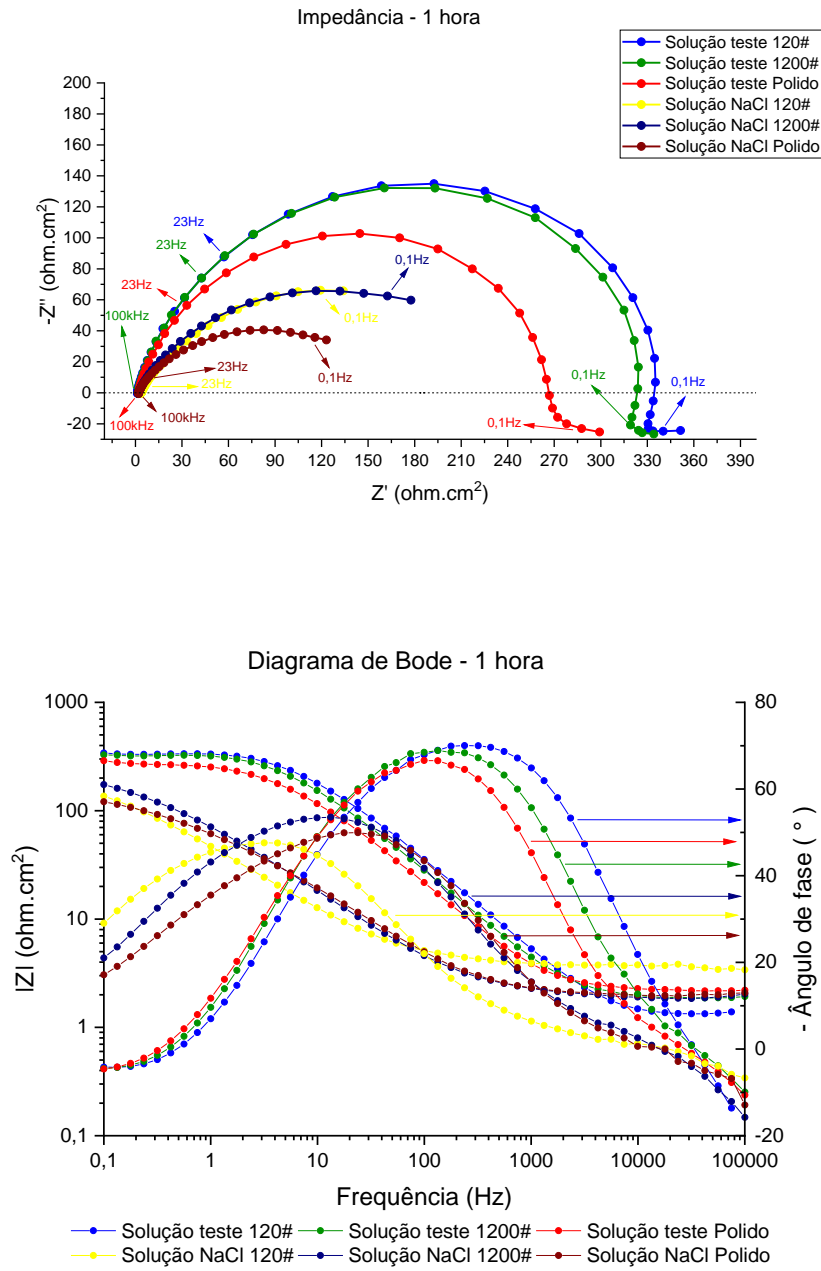 Impedância - 1 hora
Solução teste 120#
Solução teste 1200#
Solução teste Polido
Solução NaCl 120#
Solução NaCl 1200#
Solução NaCl Polido
200
180
160
140
120
100
80
60
40
20
0
-20
-Z'' (ohm.cm²)
23Hz
23Hz
23Hz
0,1Hz
100kHz
0,1Hz
23Hz
23Hz
0,1Hz
0,1Hz
0,1Hz
100kHz
100kHz
0,1Hz
0 30 60 90 120 150 180 210 240 270 300 330 360 390
Z' (ohm.cm²)
Diagrama de Bode - 1 hora
1000
100
10
1
0,1
|Z| (ohm.cm²)
80
60
40
20
0
-20
- Ângulo de fase ( ° )
0,1 1 10 100 1000 10000 100000
Frequência (Hz)
Solução teste 120# Solução teste 1200# Solução teste Polido
Solução NaCl 120# Solução NaCl 1200# Solução NaCl Polido